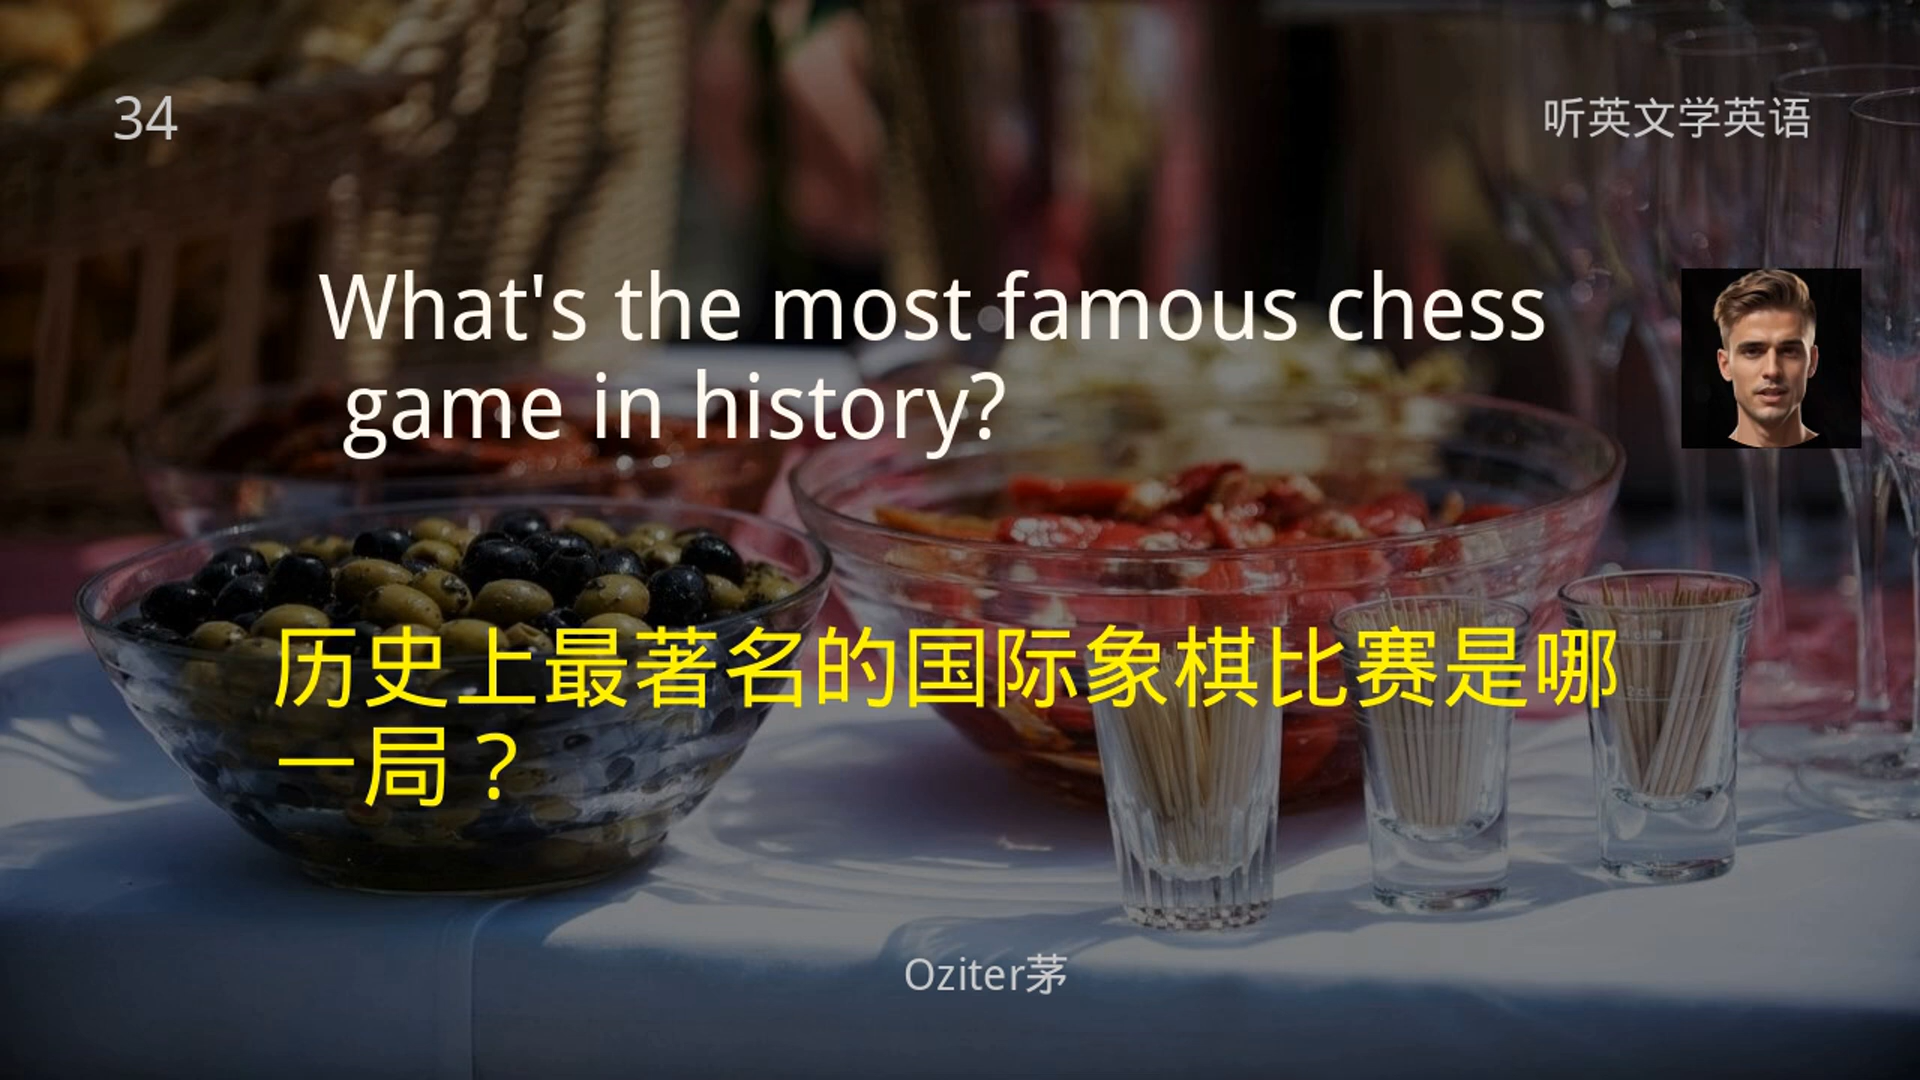 34
听英文学英语
What's the most famous chess
game in history?
历史上最著名的国际象棋比赛是哪
一局？
Oziter茅